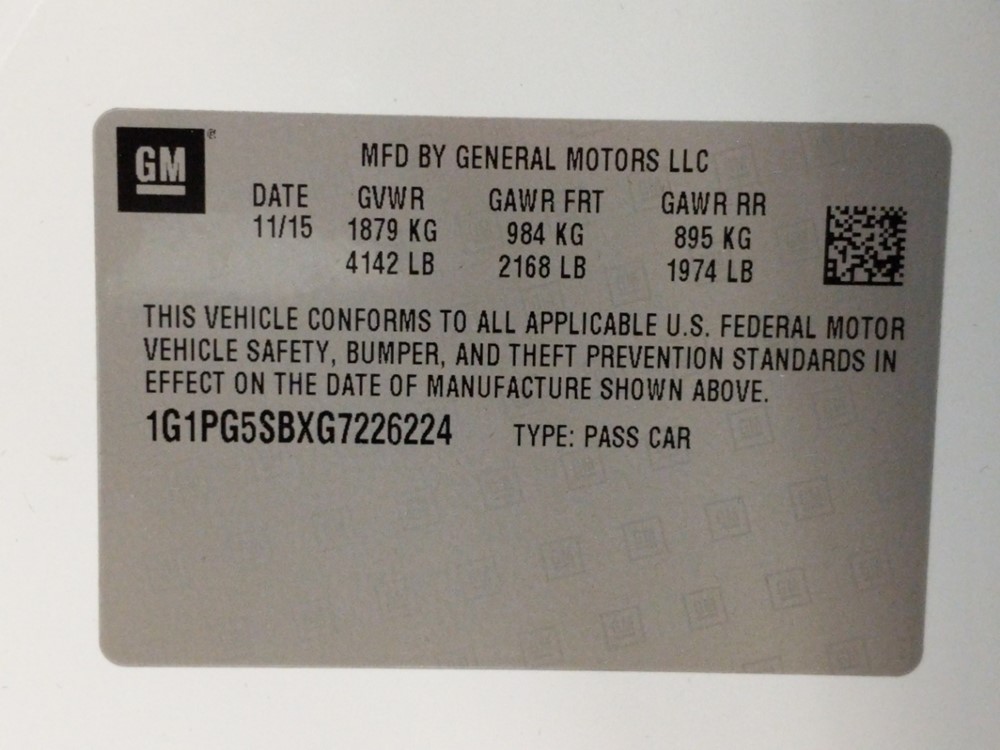 GM®
MFD BY GENERAL MOTORS LLC
DATE GVWR GAWR FRT GAWR RR
11/15 1879 KG 984 KG 895 KG
4142 LB 2168 LB 1974 LB
THIS VEHICLE CONFORMS TO ALL APPLICABLE U.S. FEDERAL MOTOR
VEHICLE SAFETY, BUMPER, AND THEFT PREVENTION STANDARDS IN
EFFECT ON THE DATE OF MANUFACTURE SHOWN ABOVE.
1G1PG5SBXG7226224 TYPE: PASS CAR